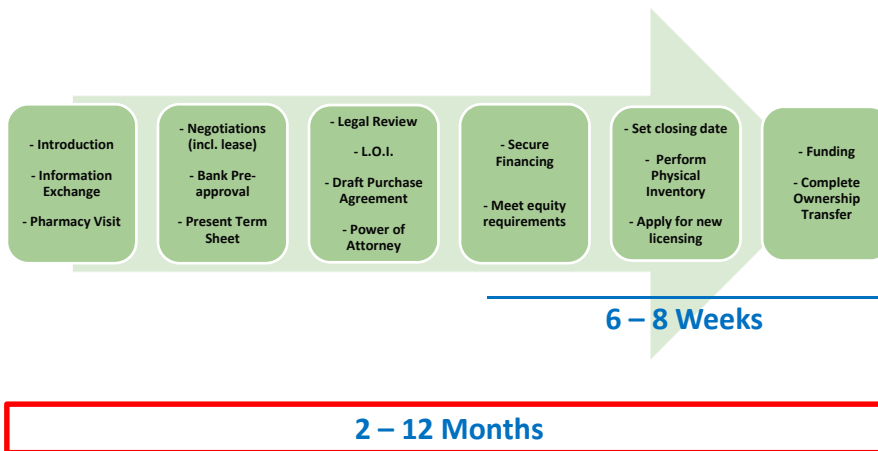 - Introduction
- Information
Exchange
- Pharmacy Visit
- Negotiations
(incl. lease)
- Bank Pre-
approval
- Present Term
Sheet
- Legal Review
- L.O.I.
- Draft Purchase
Agreement
- Power of
Attorney
- Secure
Financing
- Meet equity
requirements
- Set closing date
- Perform
Physical
Inventory
- Apply for new
licensing
- Funding
- Complete
Ownership
Transfer
6 – 8 Weeks
2 – 12 Months